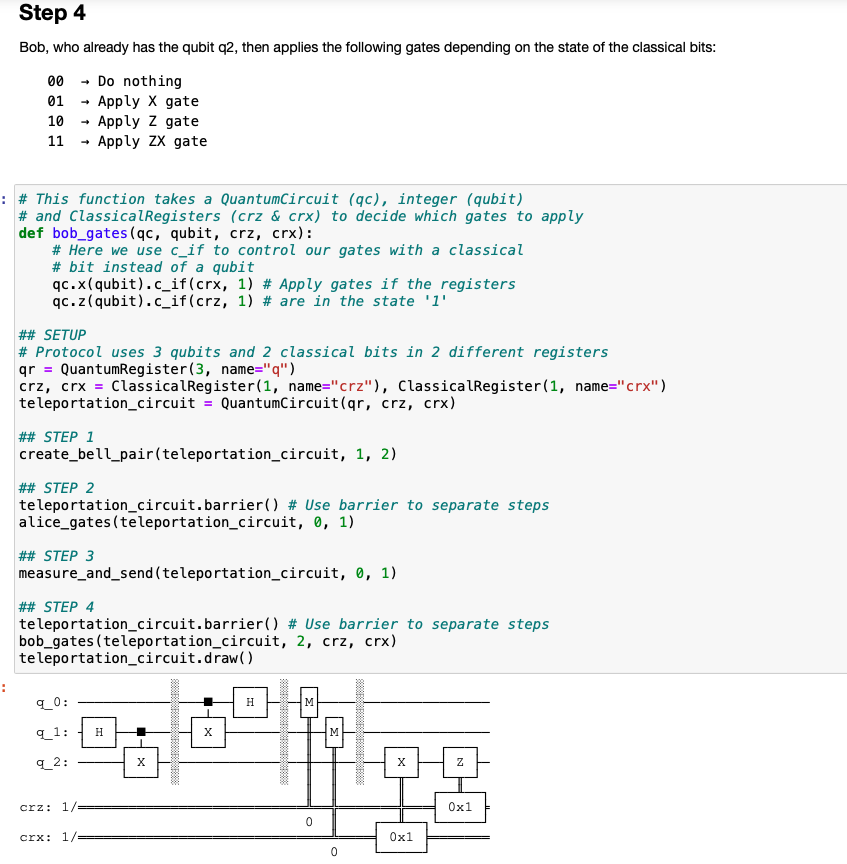 Step 4
Bob, who already has the qubit q2, then applies the following gates depending on the state of the classical bits:
00 → Do nothing
01 → Apply X gate
10 → Apply Z gate
11 → Apply ZX gate
: # This function takes a QuantumCircuit (qc), integer (qubit)
# and ClassicalRegisters (crz & crx) to decide which gates to apply
def bob_gates(qc, qubit, crz, crx):
    # Here we use c_if to control our gates with a classical
    # bit instead of a qubit
    qc.x(qubit).c_if(crx, 1) # Apply gates if the registers
    qc.z(qubit).c_if(crz, 1) # are in the state '1'
## SETUP
# Protocol uses 3 qubits and 2 classical bits in 2 different registers
qr = QuantumRegister(3, name="q")
crz, crx = ClassicalRegister(1, name="crz"), ClassicalRegister(1, name="crx")
teleportation_circuit = QuantumCircuit(qr, crz, crx)
## STEP 1
create_bell_pair(teleportation_circuit, 1, 2)
## STEP 2
teleportation_circuit.barrier() # Use barrier to separate steps
alice_gates(teleportation_circuit, 0, 1)
## STEP 3
measure_and_send(teleportation_circuit, 0, 1)
## STEP 4
teleportation_circuit.barrier() # Use barrier to separate steps
bob_gates(teleportation_circuit, 2, crz, crx)
teleportation_circuit.draw()
:
q_0: H M
q_1: H X M
q_2: X X Z
crz: 1/ 0x1
0
crx: 1/ 0x1
0